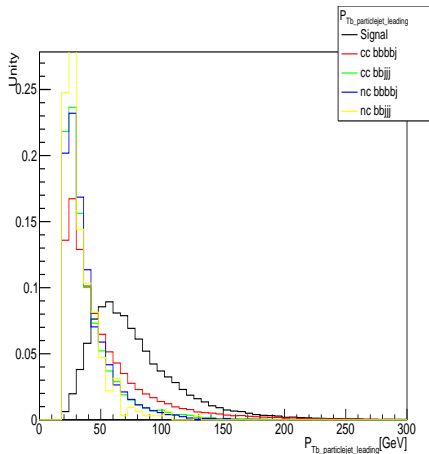 P_Tb_particlejet_leading
Signal
cc bbbbj
cc bbjjj
nc bbbbj
nc bbjjj
Unity
0.25
0.2
0.15
0.1
0.05
0
0 50 100 150 200 250 300
P_Tb_particlejet_leading[GeV]